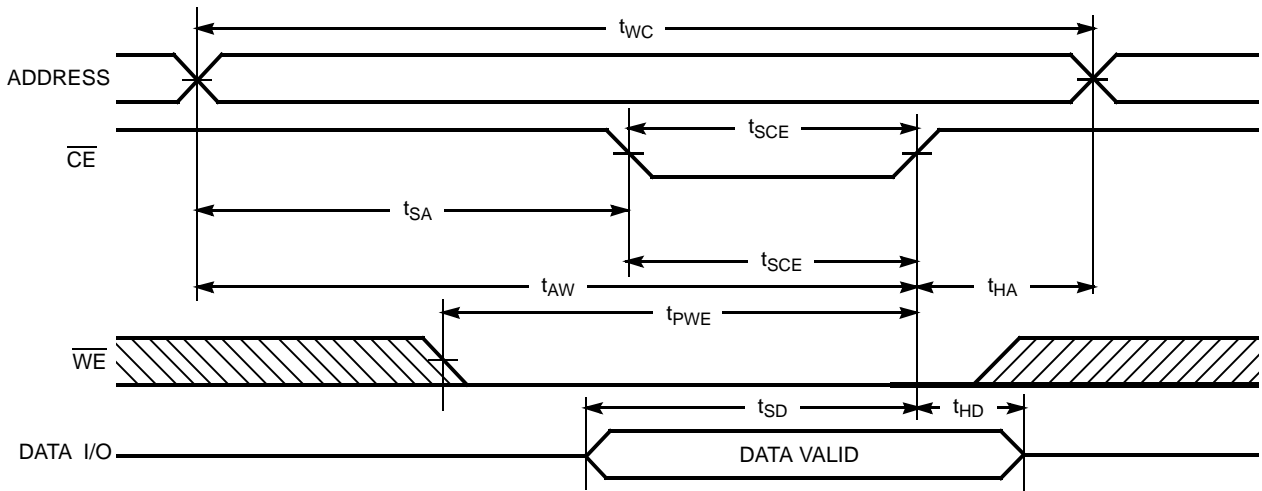 tWC
ADDRESS
tSCE
CE
tSA
tSCE
tAW
tHA
tPWE
WE
tSD
tHD
DATA I/O
DATA VALID